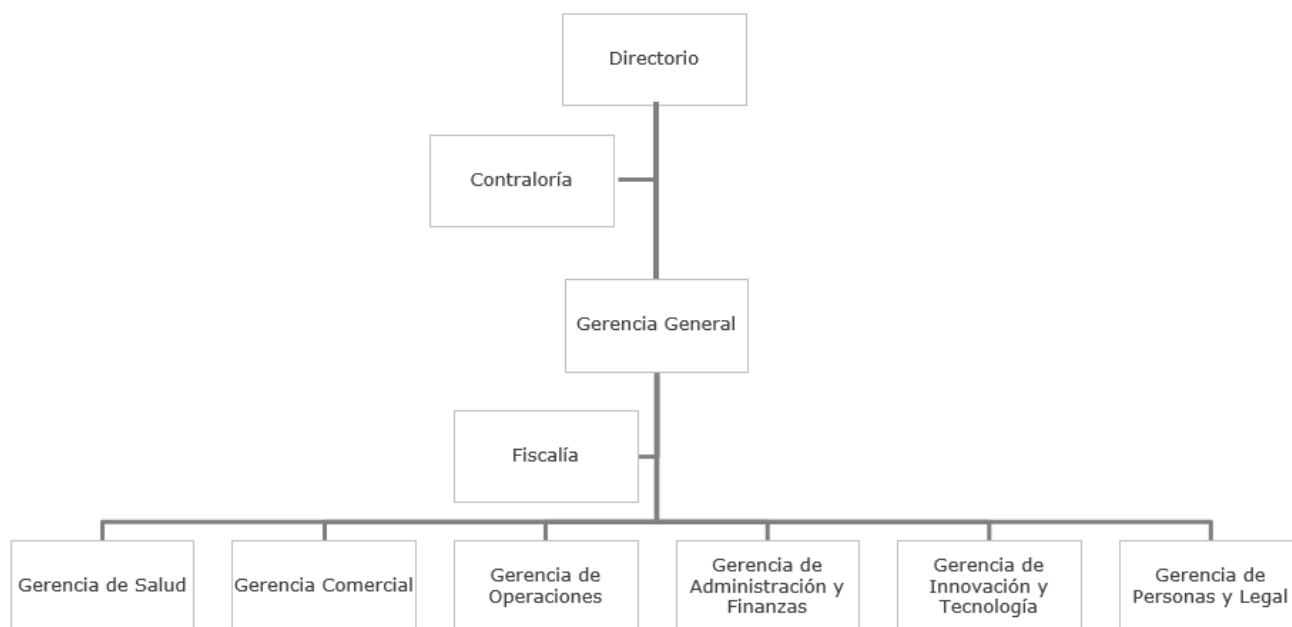 Directorio
Contraloría
Gerencia General
Fiscalía
Gerencia de Salud
Gerencia Comercial
Gerencia de
Operaciones
Gerencia de
Administración y
Finanzas
Gerencia de
Innovación y
Tecnología
Gerencia de
Personas y Legal